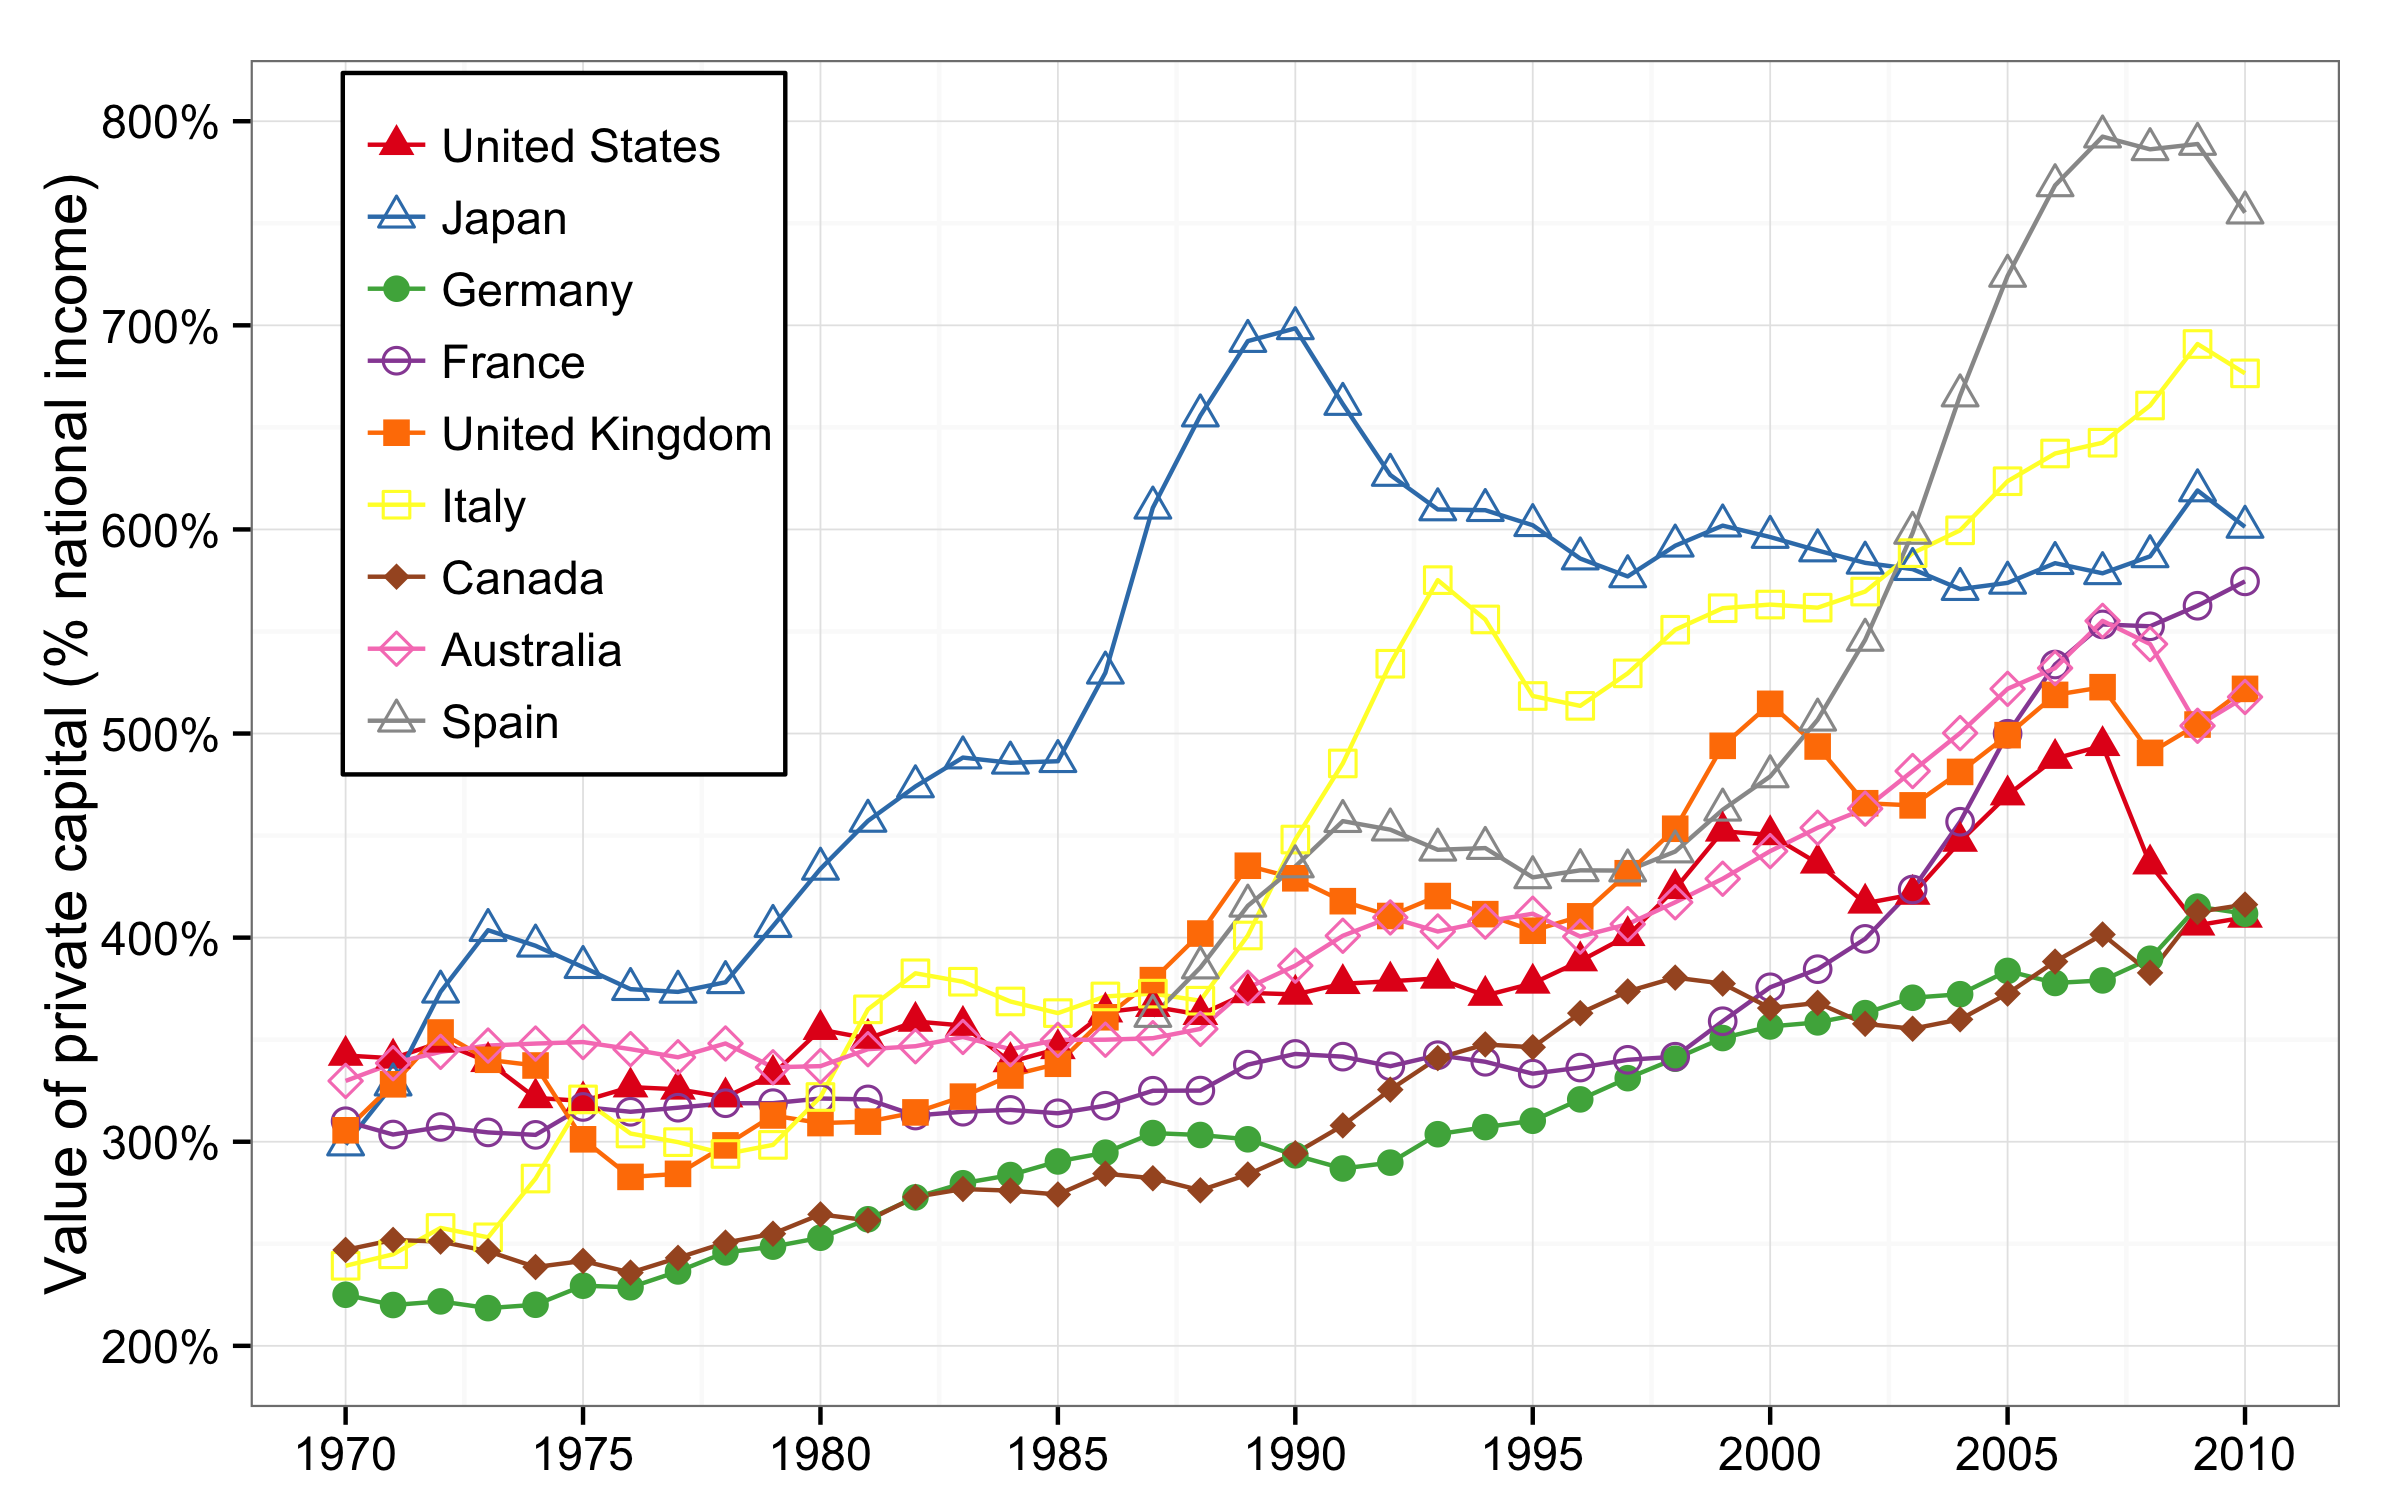 Value of private capital (% national income)
800%
700%
600%
500%
400%
300%
200%
United States
Japan
Germany
France
United Kingdom
Italy
Canada
Australia
Spain
1970 1975 1980 1985 1990 1995 2000 2005 2010